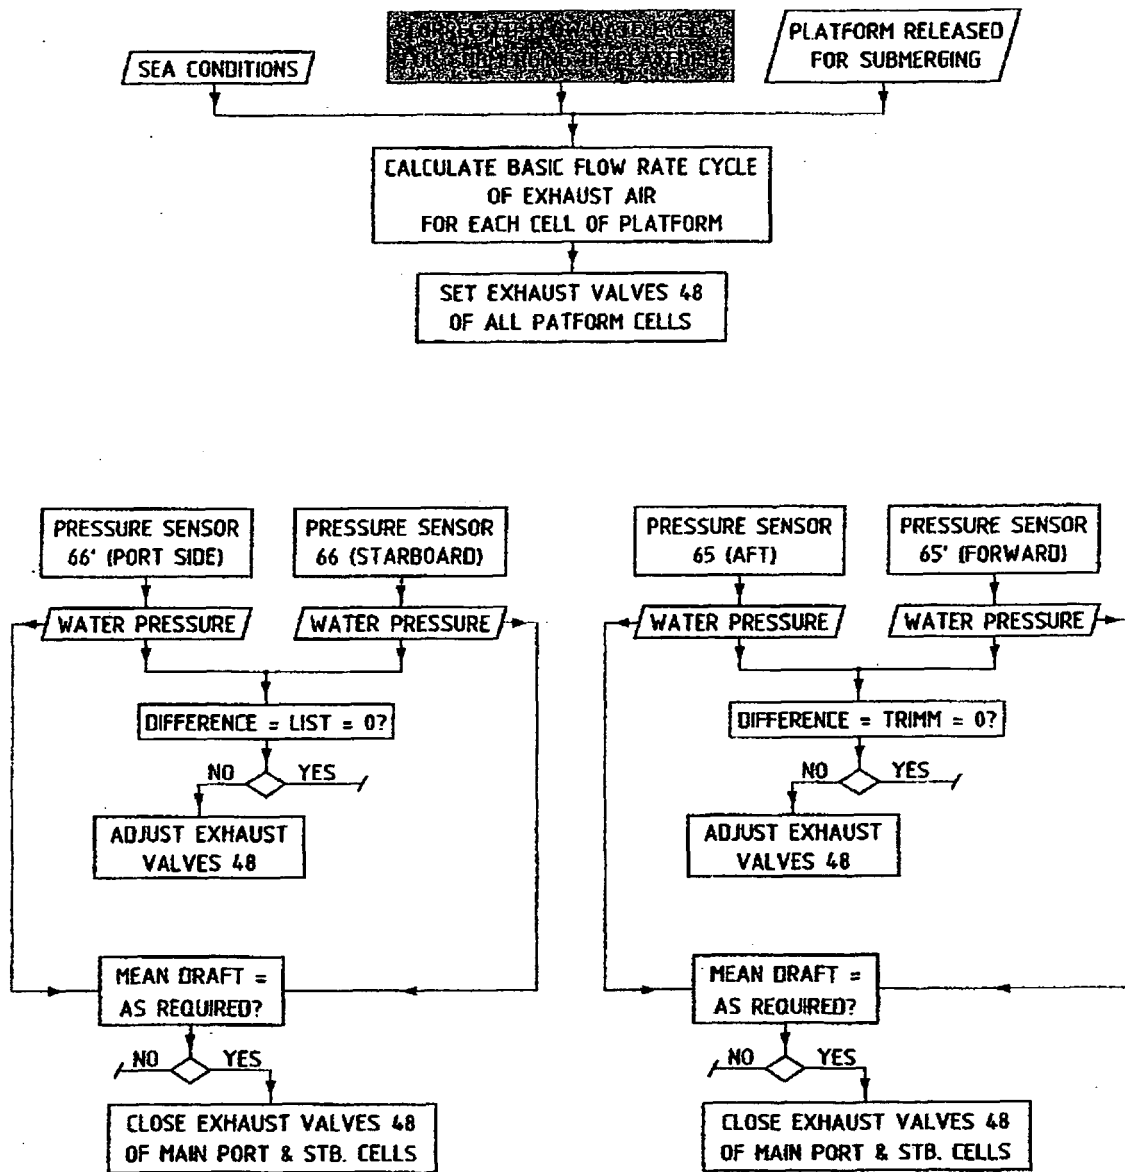 SEA CONDITIONS
FLOW RATE CYCLE
PLATFORM RELEASED
FOR SUBMERGING
CALCULATE BASIC FLOW RATE CYCLE
OF EXHAUST AIR
FOR EACH CELL OF PLATFORM
SET EXHAUST VALVES 48
OF ALL PATFORM CELLS
PRESSURE SENSOR
66' (PORT SIDE)
PRESSURE SENSOR
66 (STARBOARD)
WATER PRESSURE
WATER PRESSURE
DIFFERENCE = LIST = 0?
NO
YES
ADJUST EXHAUST
VALVES 48
MEAN DRAFT =
AS REQUIRED?
NO
YES
CLOSE EXHAUST VALVES 48
OF MAIN PORT & STB. CELLS
PRESSURE SENSOR
65 (AFT)
PRESSURE SENSOR
65' (FORWARD)
WATER PRESSURE
WATER PRESSURE
DIFFERENCE = TRIMM = 0?
NO
YES
ADJUST EXHAUST
VALVES 48
MEAN DRAFT =
AS REQUIRED?
NO
YES
CLOSE EXHAUST VALVES 48
OF MAIN PORT & STB. CELLS